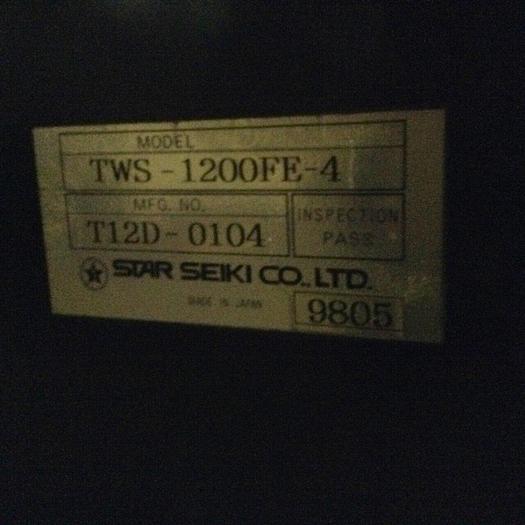 MODEL
TWS-1200FE-4
MFG. NO.
T12D-0104
INSPECTION
PASS
STAR SEIKI CO., LTD.
MADE IN JAPAN
9805